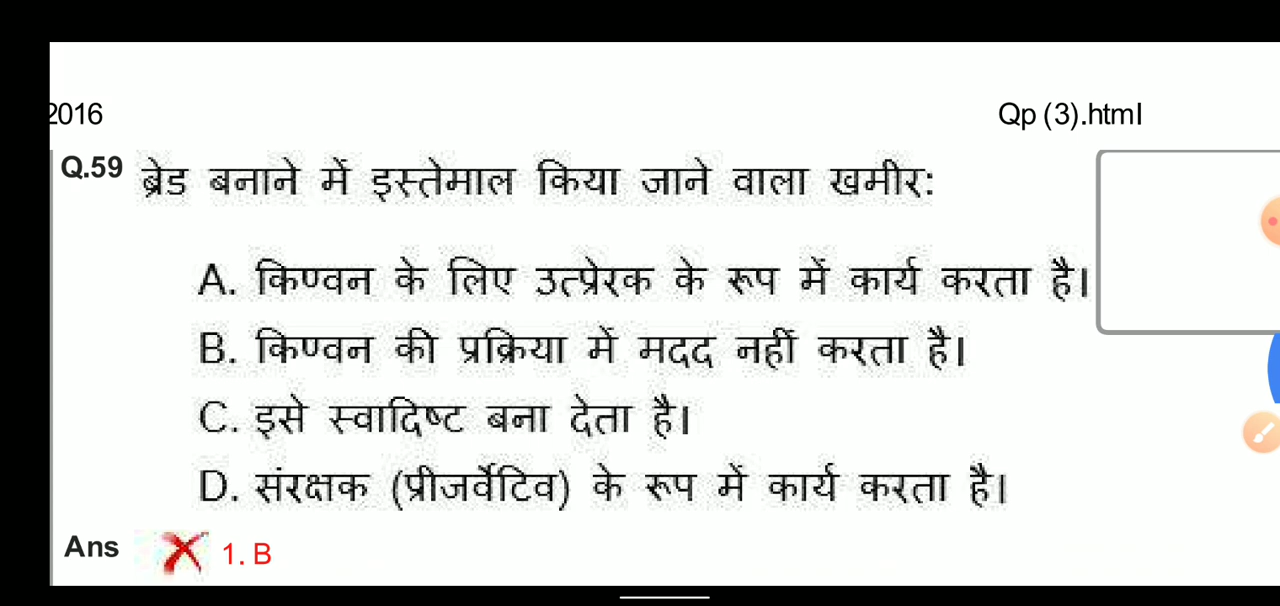 2016 Qp (3).html
Q.59 ब्रेड बनाने में इस्तेमाल किया जाने वाला खमीर:
A. किण्वन के लिए उत्प्रेरक के रूप में कार्य करता है।
B. किण्वन की प्रक्रिया में मदद नहीं करता है।
C. इसे स्वादिष्ट बना देता है।
D. संरक्षक (प्रीजर्वेटिव) के रूप में कार्य करता है।
Ans 1. B